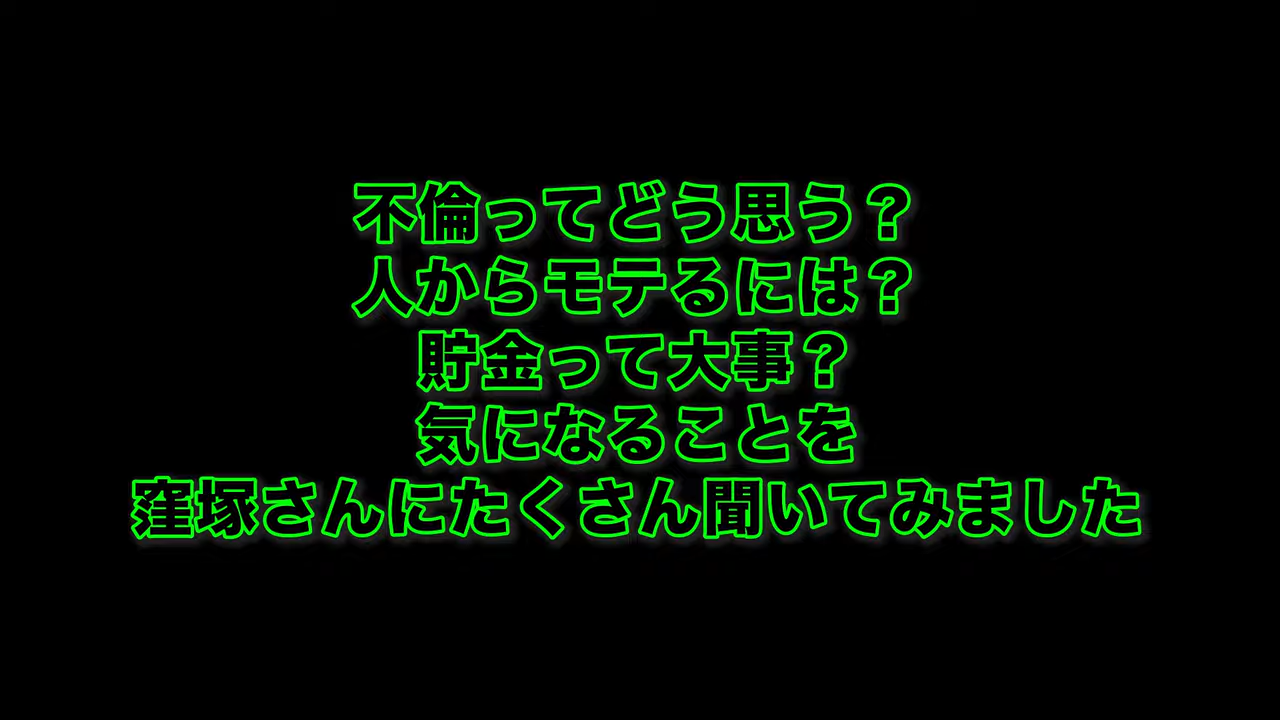 不倫ってどう思う？
人からモテるには？
貯金って大事？
気になることを
窪塚さんにたくさん聞いてみました